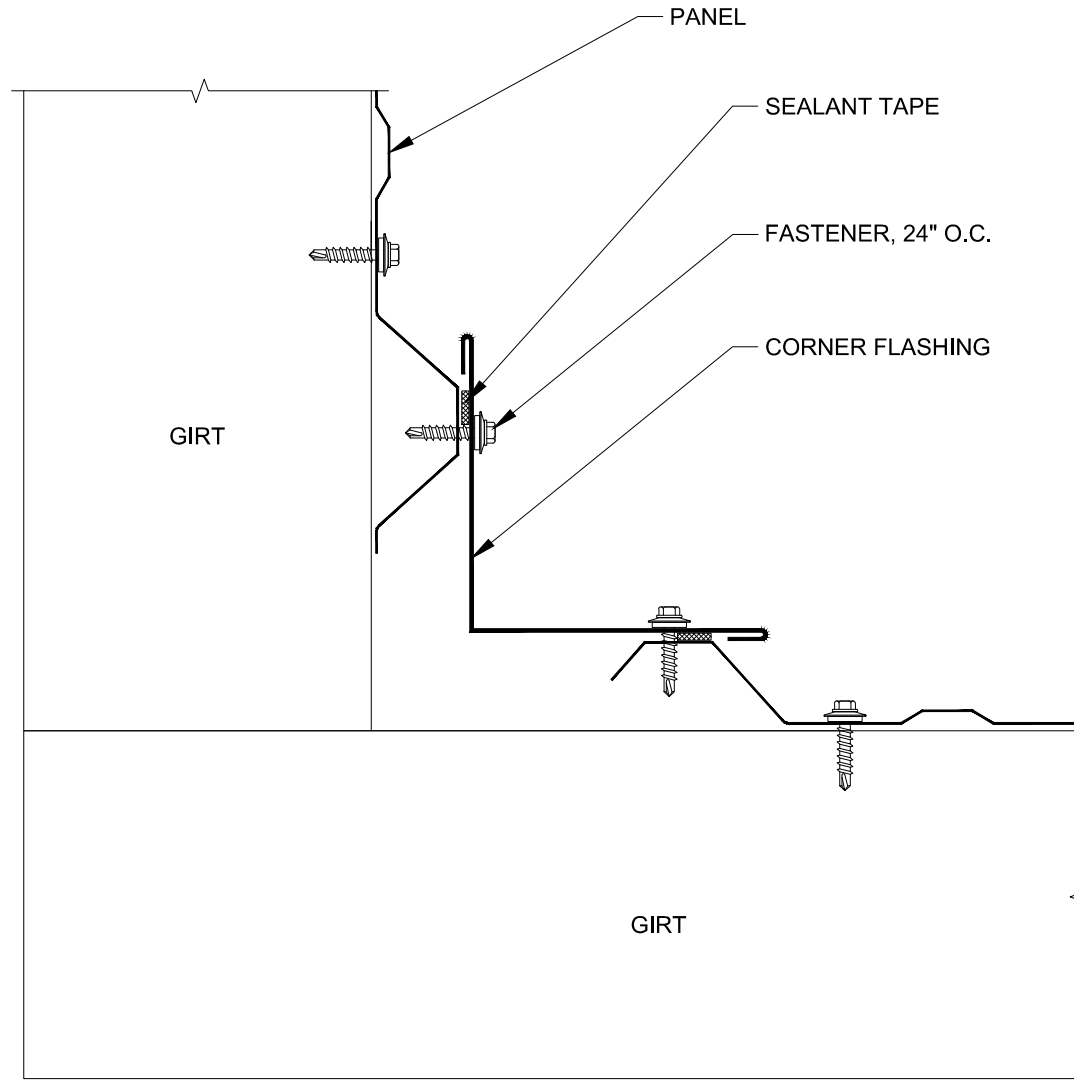 PANEL
SEALANT TAPE
FASTENER, 24" O.C.
CORNER FLASHING
GIRT
GIRT